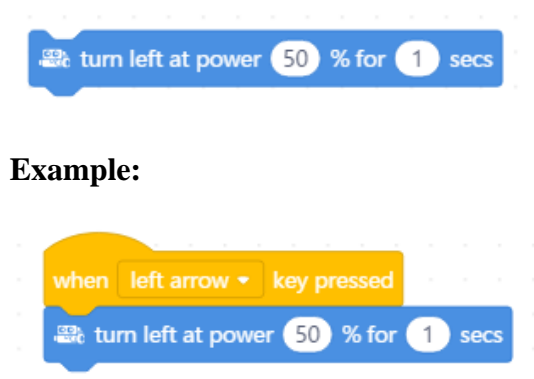 turn left at power 50 % for 1 secs
Example:
when left arrow key pressed
turn left at power 50 % for 1 secs